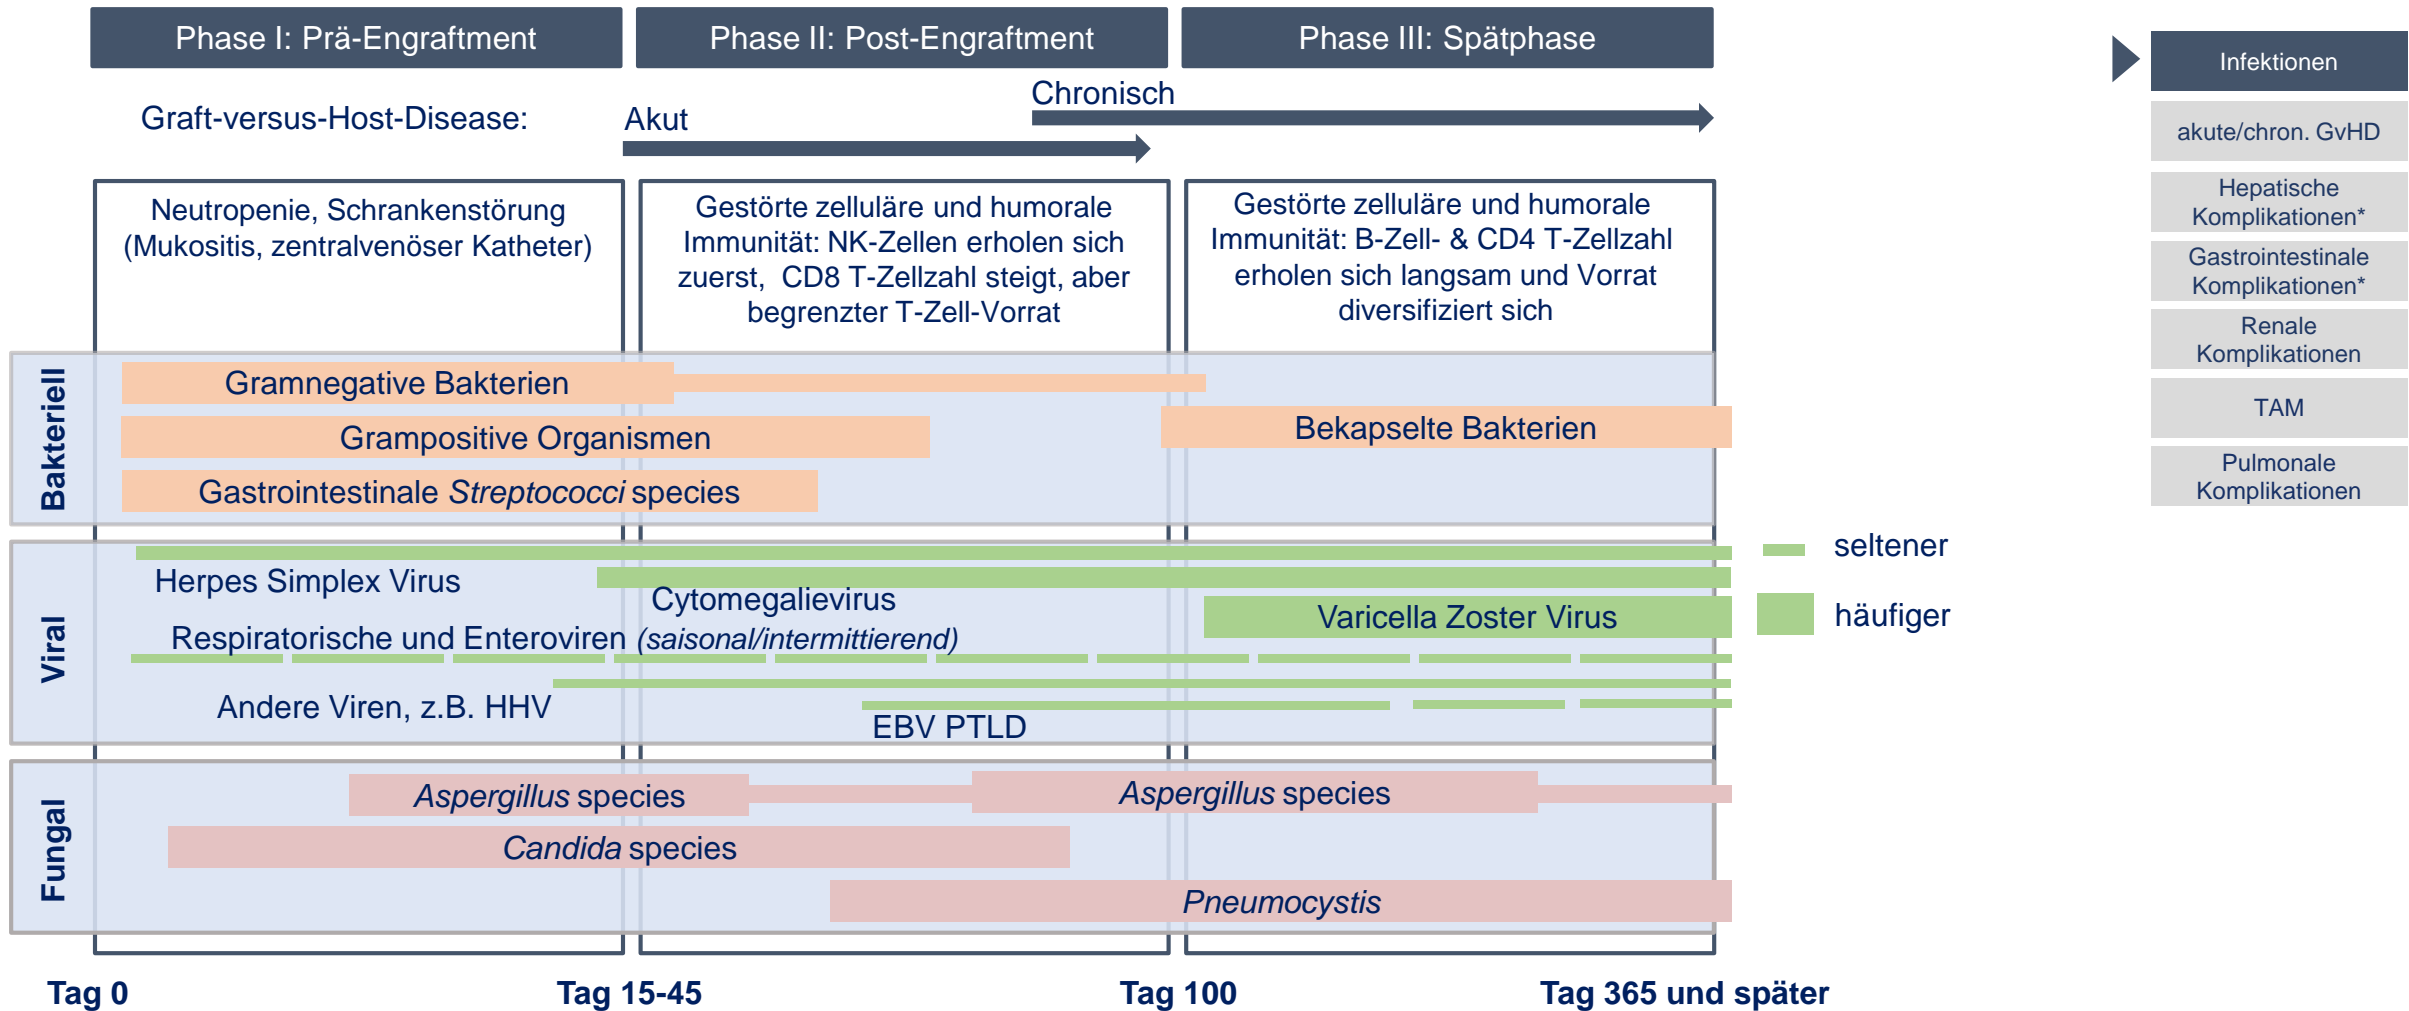 Phase I: Prä-Engraftment
Phase II: Post-Engraftment
Phase III: Spätphase
Graft-versus-Host-Disease:
Akut
Chronisch
Neutropenie, Schrankenstörung
(Mukositis, zentralvenöser Katheter)
Gestörte zelluläre und humorale
Immunität: NK-Zellen erholen sich
zuerst, CD8 T-Zellzahl steigt, aber
begrenzter T-Zell-Vorrat
Gestörte zelluläre und humorale
Immunität: B-Zell- & CD4 T-Zellzahl
erholen sich langsam und Vorrat
diversifiziert sich
Bakteriell
Gramnegative Bakterien
Grampositive Organismen
Bekapselte Bakterien
Gastrointestinale Streptococci species
Viral
Herpes Simplex Virus
Cytomegalievirus
Varicella Zoster Virus
Respiratorische und Enteroviren (saisonal/intermittierend)
Andere Viren, z.B. HHV
EBV PTLD
Fungal
Aspergillus species
Aspergillus species
Candida species
Pneumocystis
Tag 0
Tag 15-45
Tag 100
Tag 365 und später
seltener
häufiger
Infektionen
akute/chron. GvHD
Hepatische
Komplikationen*
Gastrointestinale
Komplikationen*
Renale
Komplikationen
TAM
Pulmonale
Komplikationen